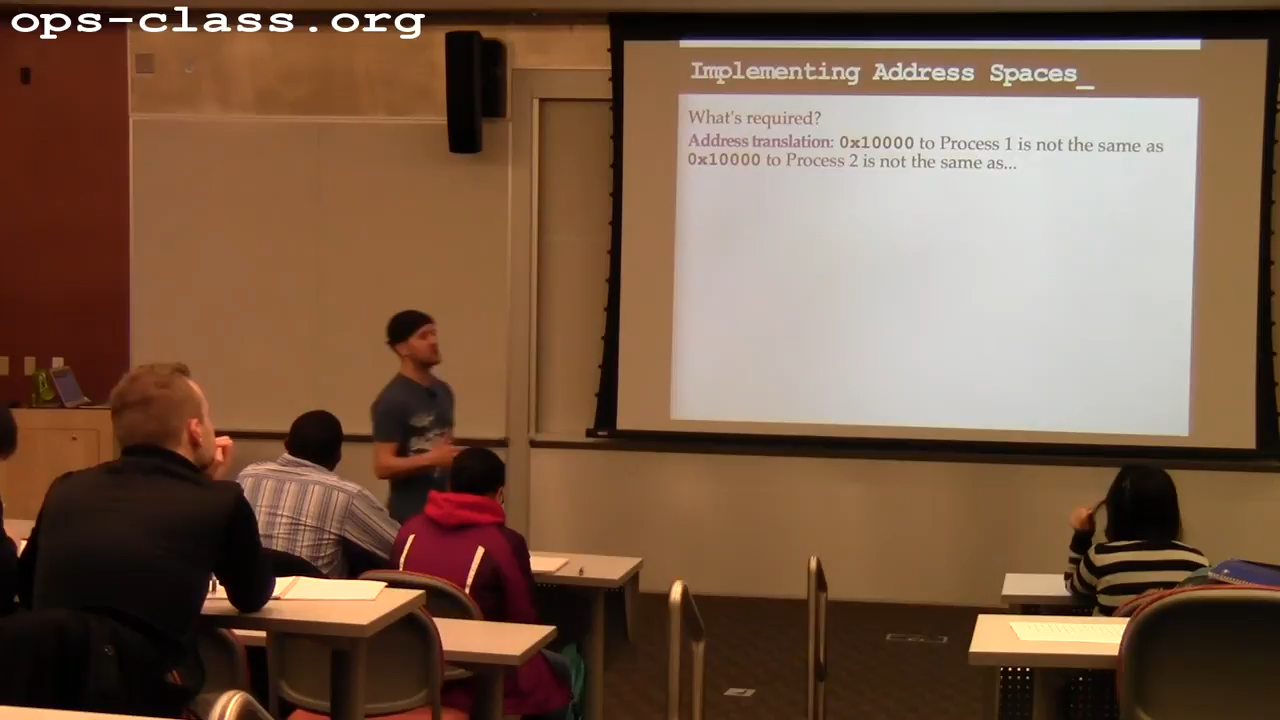 ops-class.org
Implementing Address Spaces_
What's required?
Address translation: 0x10000 to Process 1 is not the same as
0x10000 to Process 2 is not the same as...